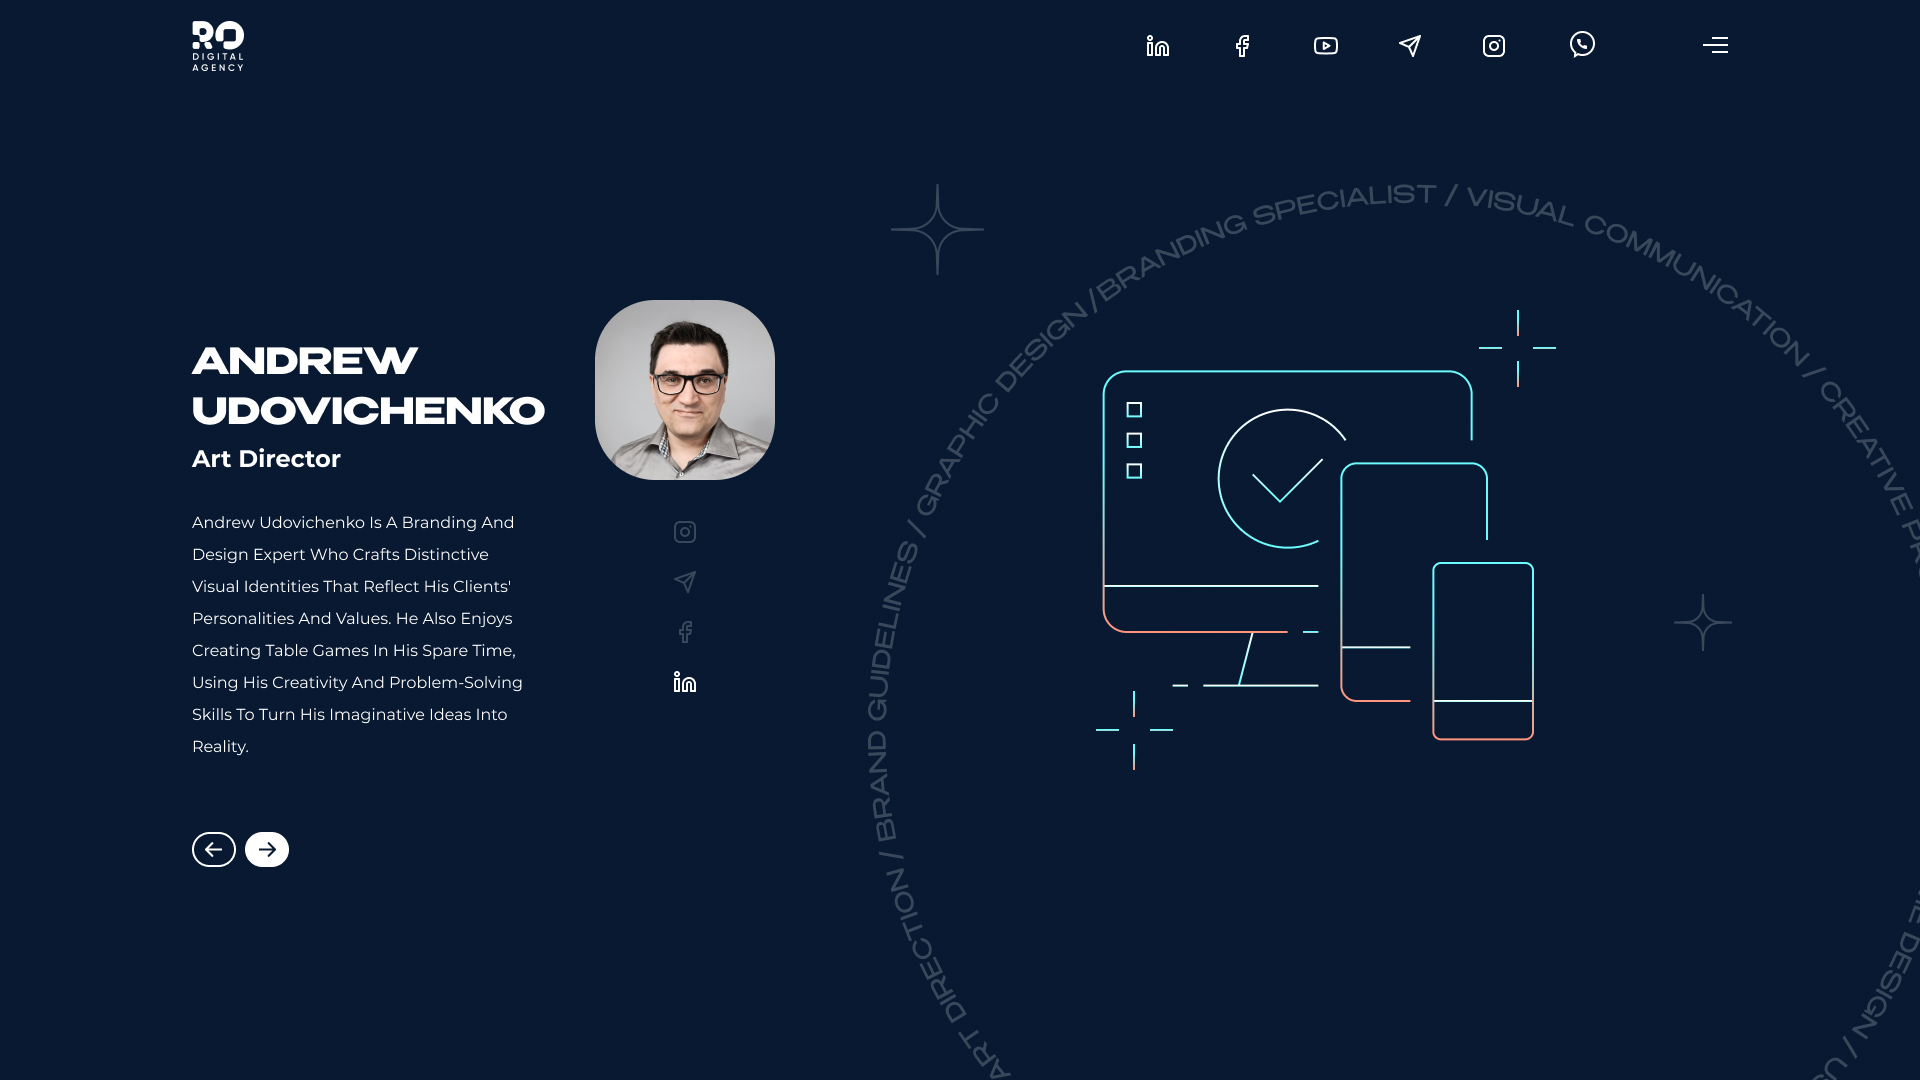 RO
DIGITAL
AGENCY
ANDREW
UDOVICHENKO
Art Director
Andrew Udovichenko Is A Branding And
Design Expert Who Crafts Distinctive
Visual Identities That Reflect His Clients'
Personalities And Values. He Also Enjoys
Creating Table Games In His Spare Time,
Using His Creativity And Problem-Solving
Skills To Turn His Imaginative Ideas Into
Reality.
ART DIRECTION / BRAND GUIDELINES / GRAPHIC DESIGN / BRANDING SPECIALIST / VISUAL COMMUNICATION / CREATIVE
DESIGN /